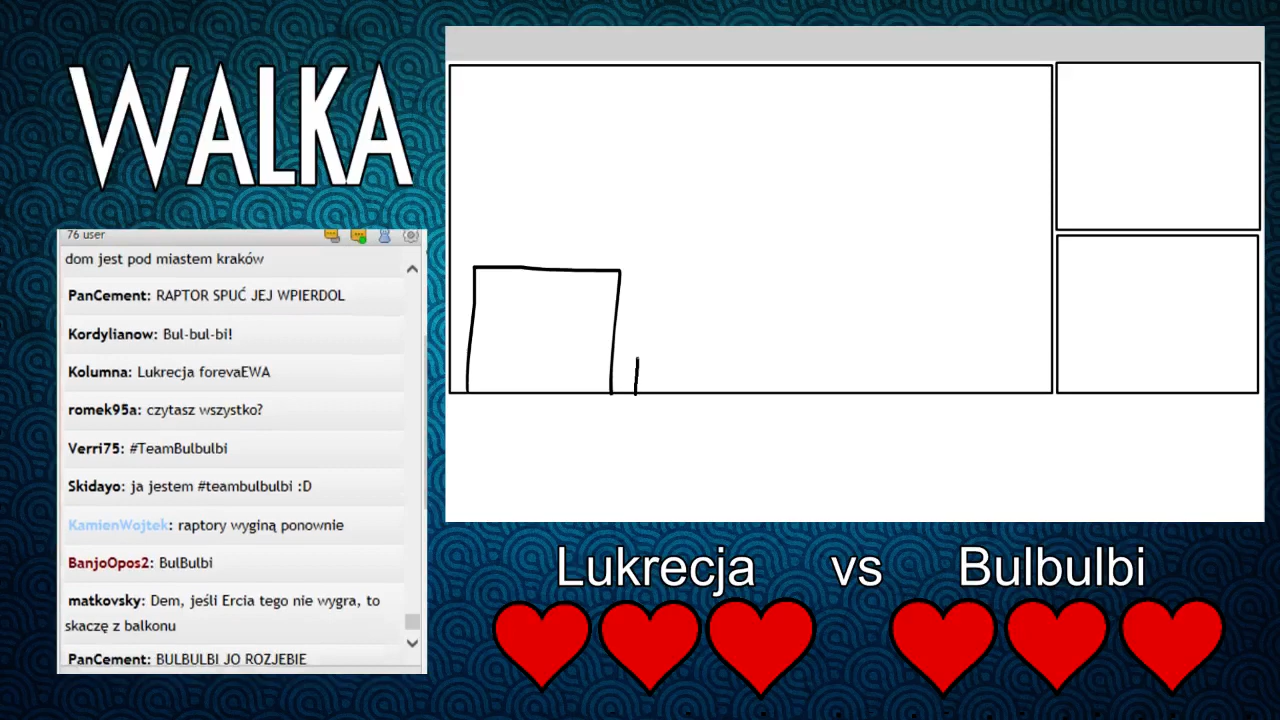 WALKA
76 user
dom jest pod miastem kraków
PanCement: RAPTOR SPUĆ JEJ WPIERDOL
Kordylianow: Bul-bul-bi!
Kolumna: Lukrecja forevaEWA
romek95a: czytasz wszystko?
Verri75: #TeamBulbulbi
Skidayo: ja jestem #teambulbulbi :D
KamienWojtek: raptory wyginą ponownie
BanjoOpos2: BulBulbi
matkovsky: Dem, jeśli Ercia tego nie wygra, to
skaczę z balkonu
PanCement: BULBULBI JO ROZJEBIE
Lukrecja vs Bulbulbi